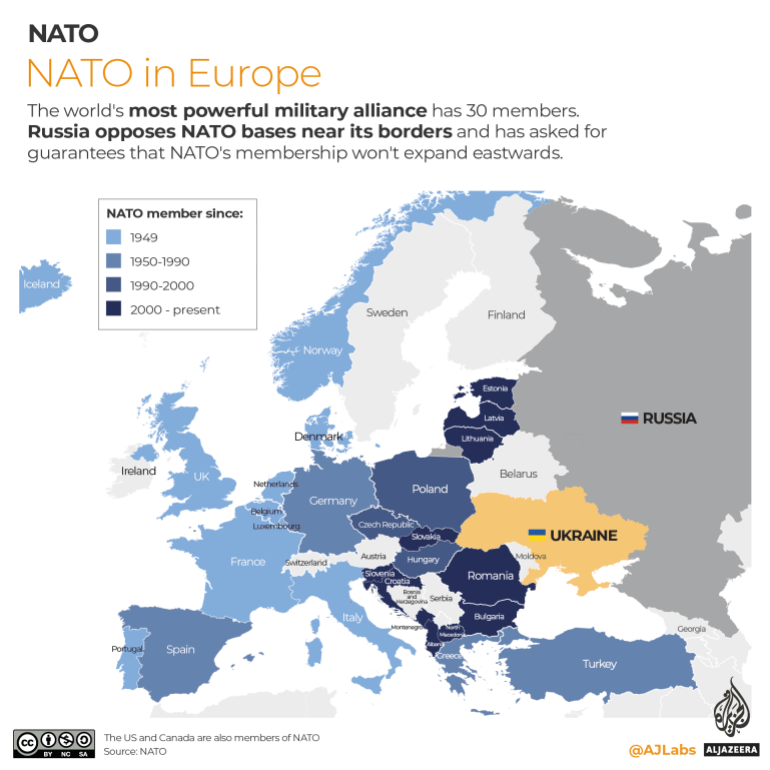 NATO
NATO in Europe
The world's most powerful military alliance has 30 members.
Russia opposes NATO bases near its borders and has asked for
guarantees that NATO's membership won't expand eastwards.
NATO member since:
1949
1950-1990
1990-2000
2000 - present
Iceland
Sweden
Finland
Norway
Estonia
Latvia
Lithuania
RUSSIA
Denmark
Ireland
UK
Netherlands
Belgium
Luxembourg
Germany
Poland
Belarus
Czech Republic
Slovakia
UKRAINE
France
Switzerland
Austria
Hungary
Moldova
Slovenia
Croatia
Romania
Bosnia
and
Herzegovina
Serbia
Italy
Montenegro
North
Macedonia
Bulgaria
Albania
Georgia
Portugal
Spain
Greece
Turkey
The US and Canada are also members of NATO
Source: NATO
cc
BY NC SA
@AJLabs
ALJAZEERA